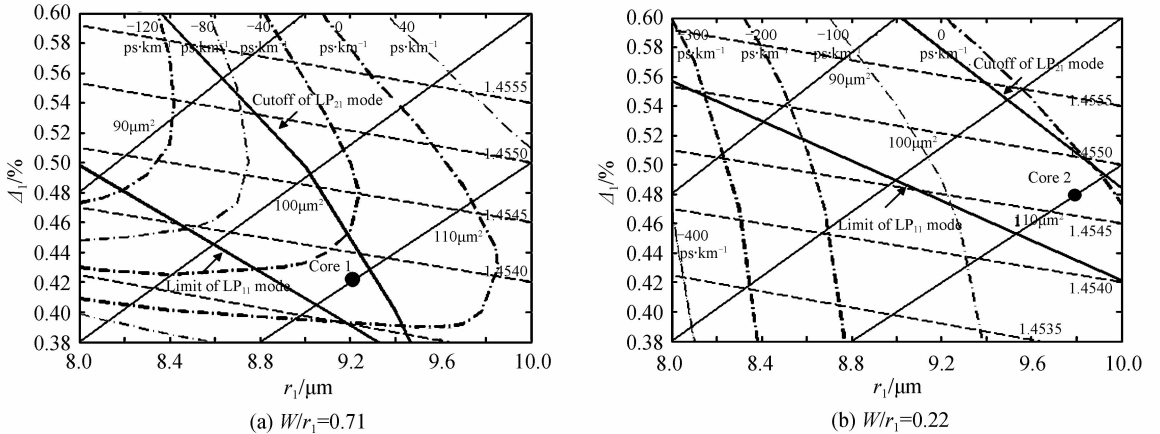 0.60
0.56
0.54
0.52
0.50
0.48
0.46
0.44
0.42
0.40
0.38
Δ₁/%
−120
−80
−40
0
40
ps·km⁻¹
ps·km⁻¹
ps·km⁻¹
ps·km⁻¹
ps·km⁻¹
1.4555
Cutoff of LP₂₁ mode
90μm²
1.4550
100μm²
1.4545
110μm²
Core 1
1.4540
Limit of LP₁₁ mode
8.0
8.4
8.8
9.2
9.6
10.0
r₁/μm
(a) W/r₁=0.71
0.60
0.56
0.54
0.52
0.50
0.48
0.46
0.44
0.42
0.40
0.38
Δ₁/%
−300
−200
−100
0
ps·km⁻¹
ps·km⁻¹
ps·km⁻¹
ps·km⁻¹
Cutoff of LP₂₁ mode
90μm²
1.4555
100μm²
1.4550
Core 2
110μm²
Limit of LP₁₁ mode
1.4545
−400
ps·km⁻¹
1.4540
1.4535
8.0
8.4
8.8
9.2
9.6
10.0
r₁/μm
(b) W/r₁=0.22